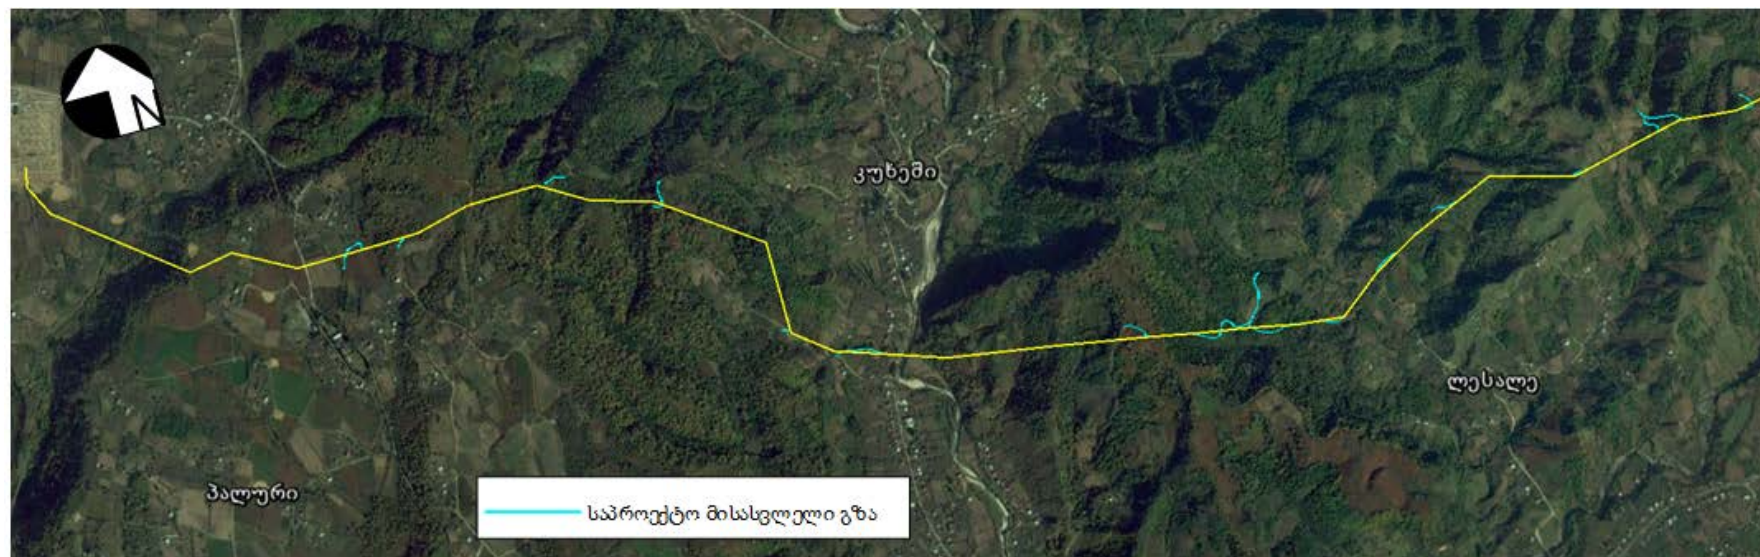 N
კუხეში
ლესალე
პალური
საპროექტო მისასვლელი გზა